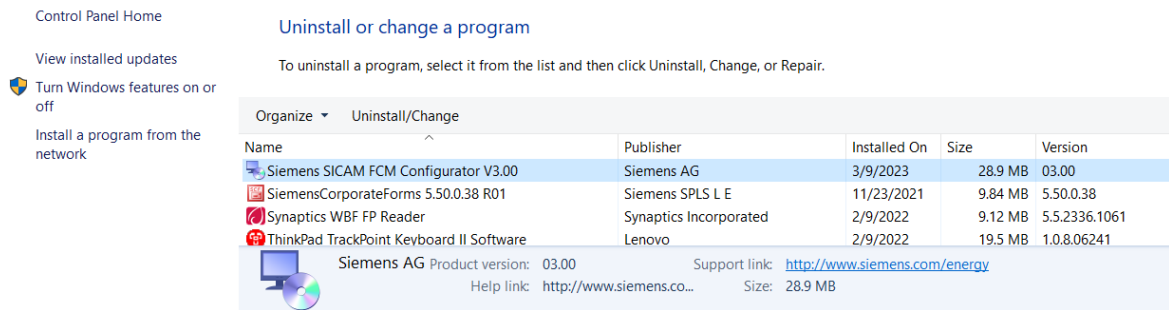 Control Panel Home
View installed updates
Turn Windows features on or
off
Install a program from the
network
Uninstall or change a program
To uninstall a program, select it from the list and then click Uninstall, Change, or Repair.
Organize Uninstall/Change
Name Publisher Installed On Size Version
Siemens SICAM FCM Configurator V3.00 Siemens AG 3/9/2023 28.9 MB 03.00
SiemensCorporateForms 5.50.0.38 R01 Siemens SPLS L E 11/23/2021 9.84 MB 5.50.0.38
Synaptics WBF FP Reader Synaptics Incorporated 2/9/2022 9.12 MB 5.5.2336.1061
ThinkPad TrackPoint Keyboard II Software Lenovo 2/9/2022 19.5 MB 1.0.8.06241
Siemens AG Product version: 03.00 Support link: http://www.siemens.com/energy
Help link: http://www.siemens.co... Size: 28.9 MB